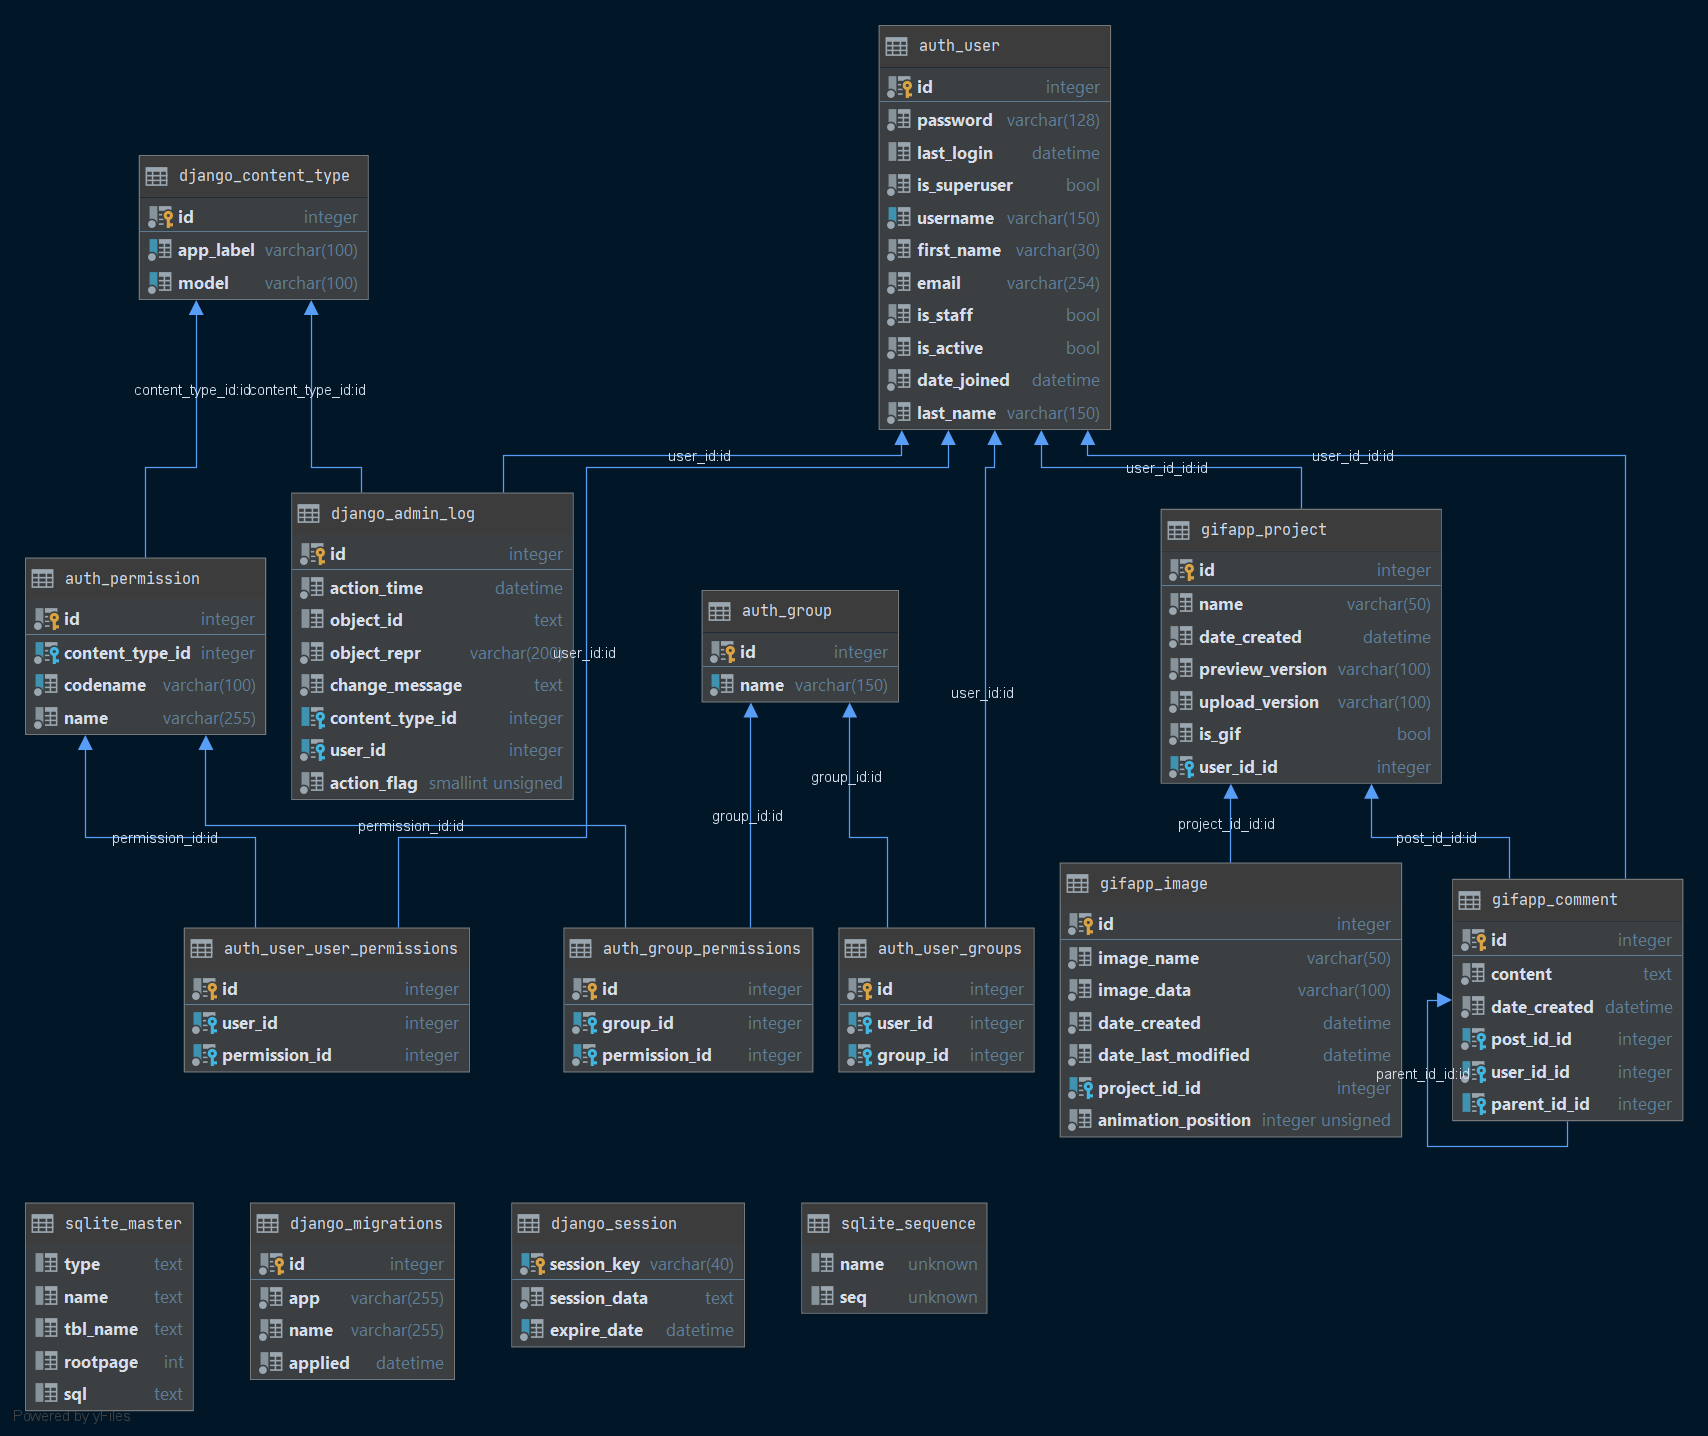 auth_user
id integer
password varchar(128)
last_login datetime
is_superuser bool
username varchar(150)
first_name varchar(30)
email varchar(254)
is_staff bool
is_active bool
date_joined datetime
last_name varchar(150)
django_content_type
id integer
app_label varchar(100)
model varchar(100)
content_type_id:id
content_type_id:id
user_id:id
user_id_id:id
user_id_id:id
django_admin_log
id integer
action_time datetime
object_id text
object_repr varchar(200)
change_message text
content_type_id integer
user_id integer
action_flag smallint unsigned
user_id:id
auth_permission
id integer
content_type_id integer
codename varchar(100)
name varchar(255)
auth_group
id integer
name varchar(150)
user_id:id
gifapp_project
id integer
name varchar(50)
date_created datetime
preview_version varchar(100)
upload_version varchar(100)
is_gif bool
user_id_id integer
permission_id:id
permission_id:id
group_id:id
group_id:id
project_id_id:id
post_id_id:id
auth_user_user_permissions
id integer
user_id integer
permission_id integer
auth_group_permissions
id integer
group_id integer
permission_id integer
auth_user_groups
id integer
user_id integer
group_id integer
gifapp_image
id integer
image_name varchar(50)
image_data varchar(100)
date_created datetime
date_last_modified datetime
project_id_id integer
animation_position integer unsigned
gifapp_comment
id integer
content text
date_created datetime
post_id_id integer
user_id_id integer
parent_id_id integer
parent_id_id:id
sqlite_master
type text
name text
tbl_name text
rootpage int
sql text
django_migrations
id integer
app varchar(255)
name varchar(255)
applied datetime
django_session
session_key varchar(40)
session_data text
expire_date datetime
sqlite_sequence
name unknown
seq unknown
Powered by yFiles